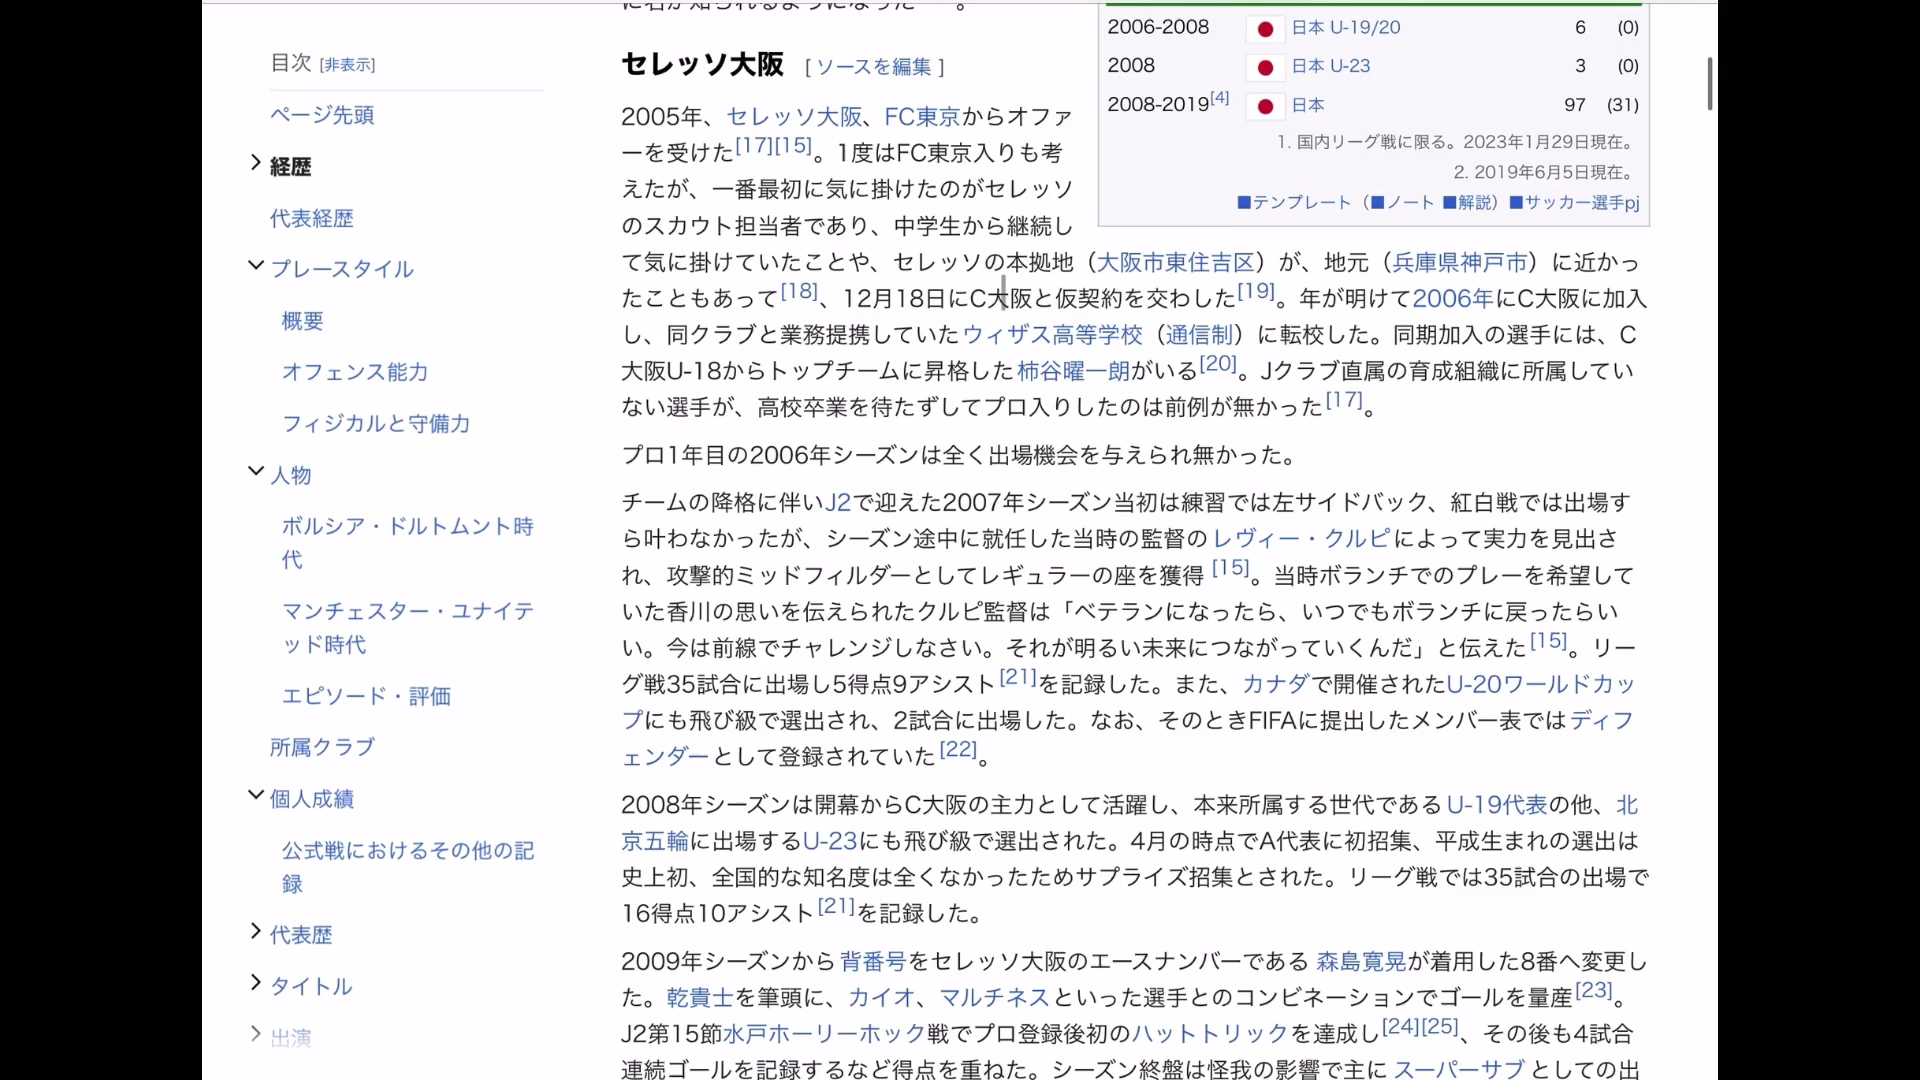 目次 [非表示]
ページ先頭
経歴
代表経歴
プレースタイル
概要
オフェンス能力
フィジカルと守備力
人物
ボルシア・ドルトムント時
代
マンチェスター・ユナイテ
ッド時代
エピソード・評価
所属クラブ
個人成績
公式戦におけるその他の記
録
代表歴
タイトル
出演
セレッソ大阪 [ ソースを編集 ]
2005年、セレッソ大阪、FC東京からオファ
ーを受けた[17][15]。1度はFC東京入りも考
えたが、一番最初に気に掛けたのがセレッソ
のスカウト担当者であり、中学生から継続し
て気に掛けていたことや、セレッソの本拠地（大阪市東住吉区）が、地元（兵庫県神戸市）に近かっ
たこともあって[18]、12月18日にC大阪と仮契約を交わした[19]。年が明けて2006年にC大阪に加入
し、同クラブと業務提携していたウィザス高等学校（通信制）に転校した。同期加入の選手には、C
大阪U-18からトップチームに昇格した柿谷曜一朗がいる[20]。Jクラブ直属の育成組織に所属してい
ない選手が、高校卒業を待たずしてプロ入りしたのは前例が無かった[17]。
プロ1年目の2006年シーズンは全く出場機会を与えられ無かった。
チームの降格に伴いJ2で迎えた2007年シーズン当初は練習では左サイドバック、紅白戦では出場す
ら叶わなかったが、シーズン途中に就任した当時の監督のレヴィー・クルピによって実力を見出さ
れ、攻撃的ミッドフィルダーとしてレギュラーの座を獲得[15]。当時ボランチでのプレーを希望して
いた香川の思いを伝えられたクルピ監督は「ベテランになったら、いつでもボランチに戻ったらい
い。今は前線でチャレンジしなさい。それが明るい未来につながっていくんだ」と伝えた[15]。リー
グ戦35試合に出場し5得点9アシスト[21]を記録した。また、カナダで開催されたU-20ワールドカッ
プにも飛び級で選出され、2試合に出場した。なお、そのときFIFAに提出したメンバー表ではディフ
ェンダーとして登録されていた[22]。
2008年シーズンは開幕からC大阪の主力として活躍し、本来所属する世代であるU-19代表の他、北
京五輪に出場するU-23にも飛び級で選出された。4月の時点でA代表に初招集、平成生まれの選出は
史上初、全国的な知名度は全くなかったためサプライズ招集とされた。リーグ戦では35試合の出場で
16得点10アシスト[21]を記録した。
2009年シーズンから背番号をセレッソ大阪のエースナンバーである森島寛晃が着用した8番へ変更し
た。乾貴士を筆頭に、カイオ、マルチネスといった選手とのコンビネーションでゴールを量産[23]。
J2第15節水戸ホーリーホック戦でプロ登録後初のハットトリックを達成し[24][25]、その後も4試合
連続ゴールを記録するなど得点を重ねた。シーズン終盤は怪我の影響で主にスーパーサブとしての出
2006-2008 日本 U-19/20 6 (0)
2008 日本 U-23 3 (0)
2008-2019[4] 日本 97 (31)
1. 国内リーグ戦に限る。2023年1月29日現在。
2. 2019年6月5日現在。
■テンプレート（■ノート ■解説）■サッカー選手pj